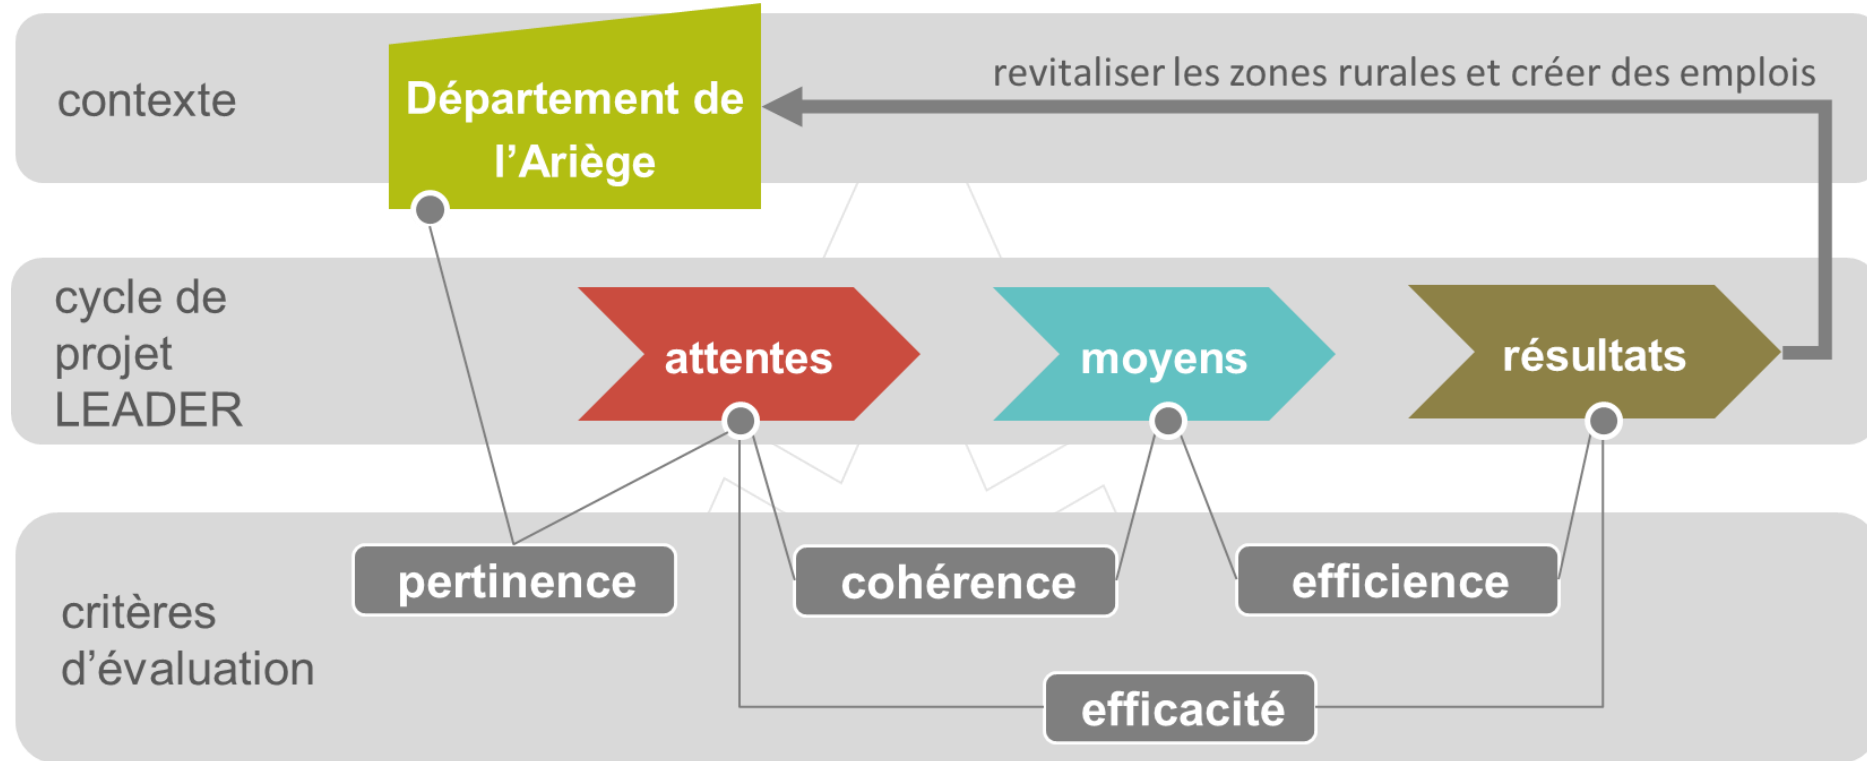 contexte
Département de
l’Ariège
revitaliser les zones rurales et créer des emplois
cycle de
projet
LEADER
attentes
moyens
résultats
critères
d’évaluation
pertinence
cohérence
efficience
efficacité